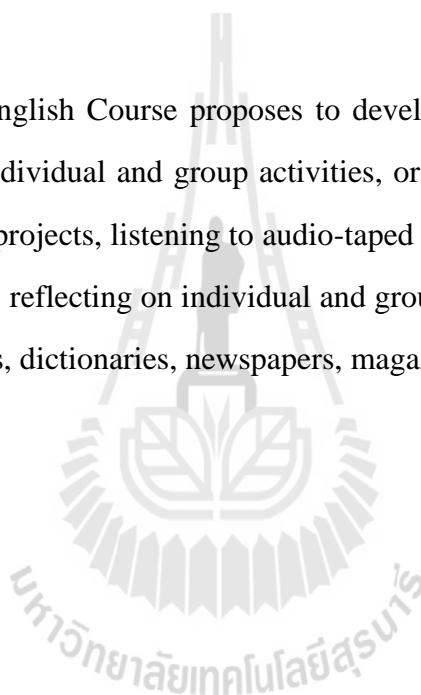 nglish Course proposes to devel
dividual and group activities, or
projects, listening to audio-taped
reflecting on individual and grou
s, dictionaries, newspapers, maga
มหาวิทยาลัยเทคโนโลยีสุรนารี